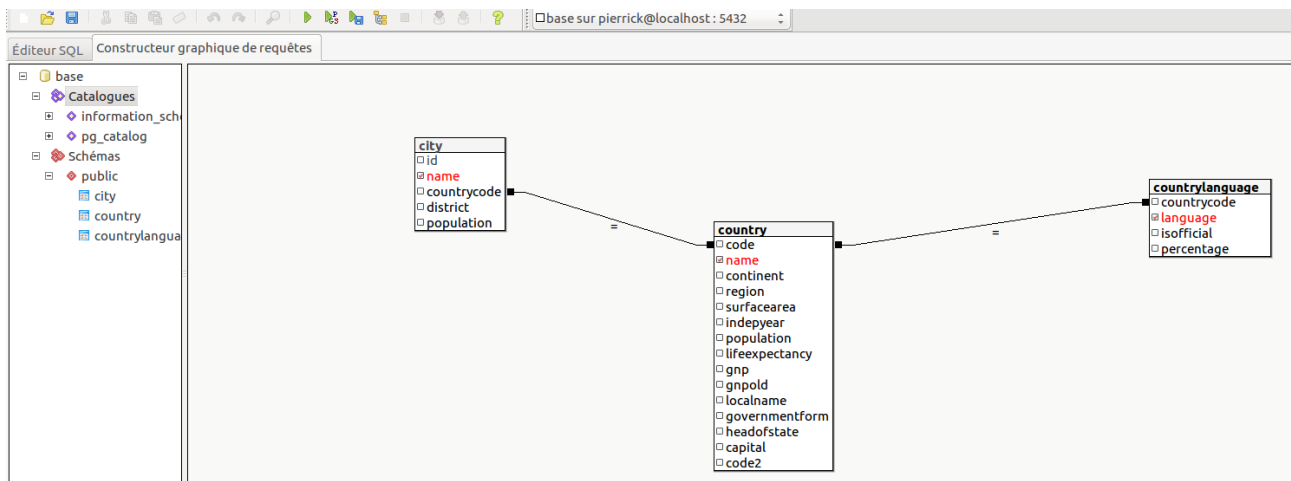 base sur pierrick@localhost : 5432
Éditeur SQL
Constructeur graphique de requêtes
base
Catalogues
information_sche
pg_catalog
Schémas
public
city
country
countrylangua
city
id
name
countrycode
district
population
=
country
code
name
continent
region
surfacearea
indepyear
population
lifeexpectancy
gnp
gnpold
localname
governmentform
headofstate
capital
code2
=
countrylanguage
countrycode
language
isofficial
percentage